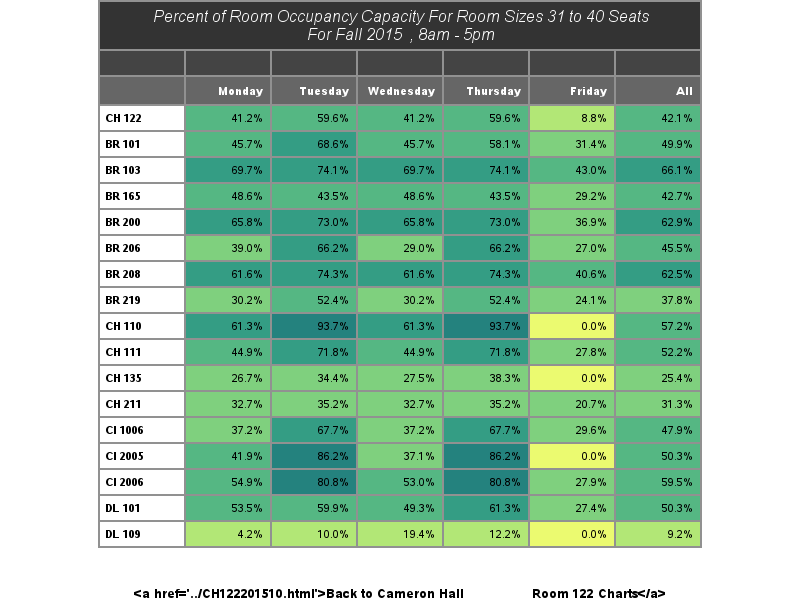 Percent of Room Occupancy Capacity For Room Sizes 31 to 40 Seats
For Fall 2015 , 8am - 5pm
Monday Tuesday Wednesday Thursday Friday All
CH 122 41.2% 59.6% 41.2% 59.6% 8.8% 42.1%
BR 101 45.7% 68.6% 45.7% 58.1% 31.4% 49.9%
BR 103 69.7% 74.1% 69.7% 74.1% 43.0% 66.1%
BR 165 48.6% 43.5% 48.6% 43.5% 29.2% 42.7%
BR 200 65.8% 73.0% 65.8% 73.0% 36.9% 62.9%
BR 206 39.0% 66.2% 29.0% 66.2% 27.0% 45.5%
BR 208 61.6% 74.3% 61.6% 74.3% 40.6% 62.5%
BR 219 30.2% 52.4% 30.2% 52.4% 24.1% 37.8%
CH 110 61.3% 93.7% 61.3% 93.7% 0.0% 57.2%
CH 111 44.9% 71.8% 44.9% 71.8% 27.8% 52.2%
CH 135 26.7% 34.4% 27.5% 38.3% 0.0% 25.4%
CH 211 32.7% 35.2% 32.7% 35.2% 20.7% 31.3%
CI 1006 37.2% 67.7% 37.2% 67.7% 29.6% 47.9%
CI 2005 41.9% 86.2% 37.1% 86.2% 0.0% 50.3%
CI 2006 54.9% 80.8% 53.0% 80.8% 27.9% 59.5%
DL 101 53.5% 59.9% 49.3% 61.3% 27.4% 50.3%
DL 109 4.2% 10.0% 19.4% 12.2% 0.0% 9.2%
<a href='../CH122201510.html'>Back to Cameron Hall Room 122 Charts</a>